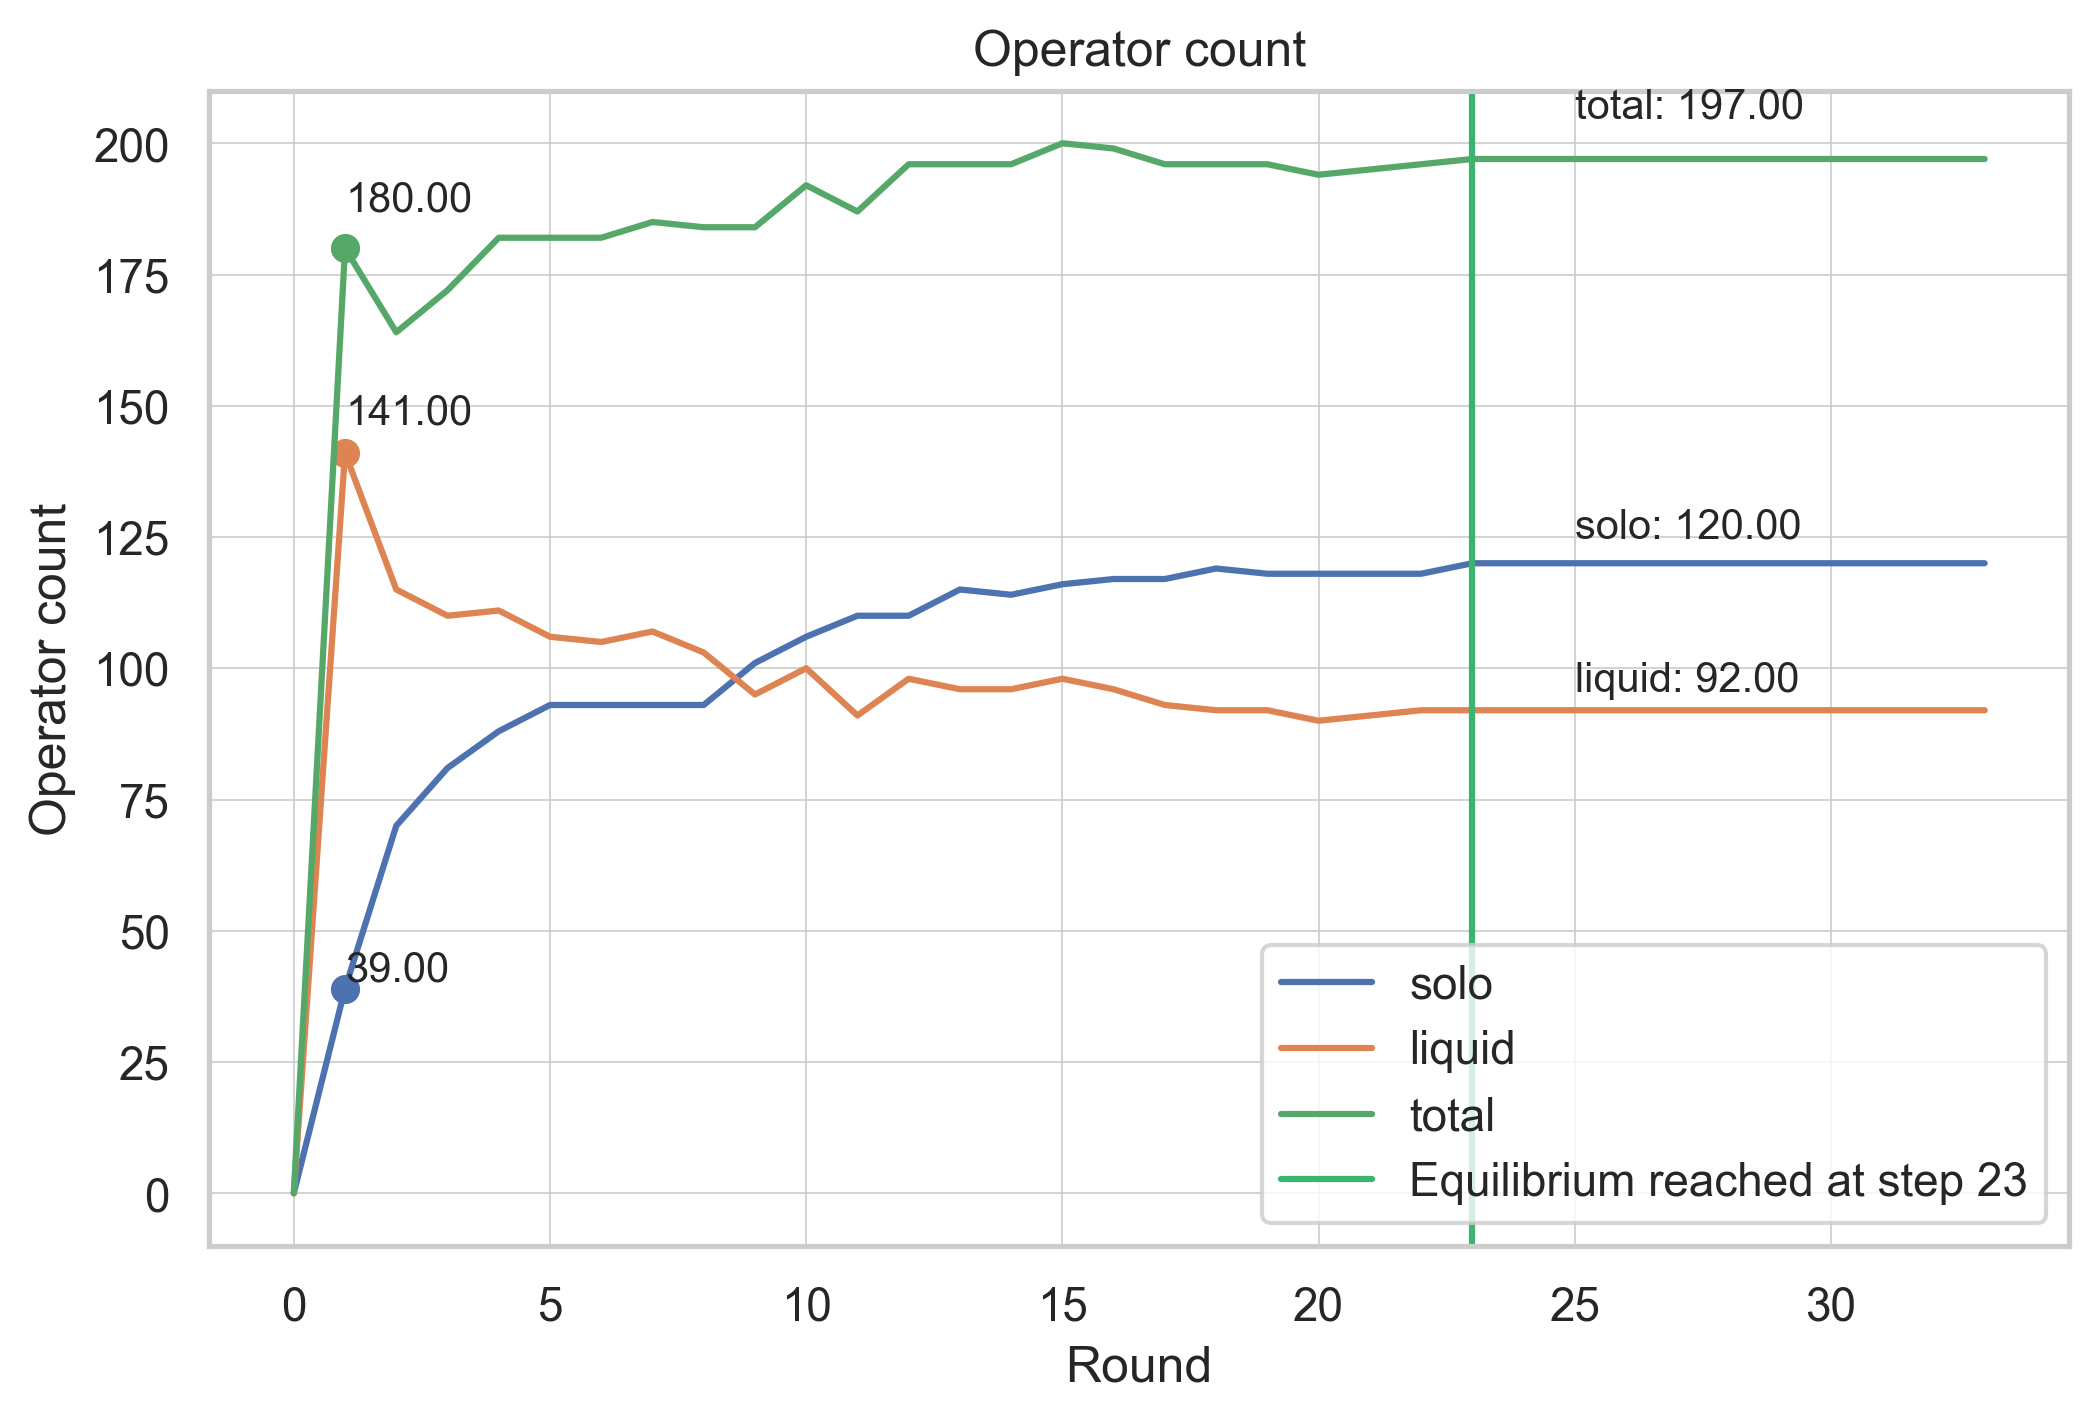 Operator count
total: 197.00
200
180.00
175
150
141.00
125
solo: 120.00
100
liquid: 92.00
75
50
39.00
25
0
Operator count
solo
liquid
total
Equilibrium reached at step 23
0 5 10 15 20 25 30
Round